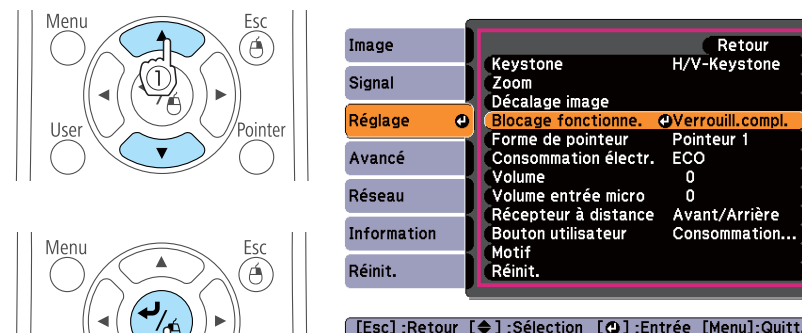 Menu
Esc
1
User
Pointer
Menu
Esc
Image
Signal
Réglage
Avancé
Réseau
Information
Réinit.
Retour
Keystone H/V-Keystone
Zoom
Décalage image
Blocage fonctionne. Verrouill.compl.
Forme de pointeur Pointeur 1
Consommation électr. ECO
Volume 0
Volume entrée micro 0
Récepteur à distance Avant/Arrière
Bouton utilisateur Consommation...
Motif
Réinit.
[Esc] :Retour [◆] :Sélection [↵] :Entrée [Menu]:Quitt